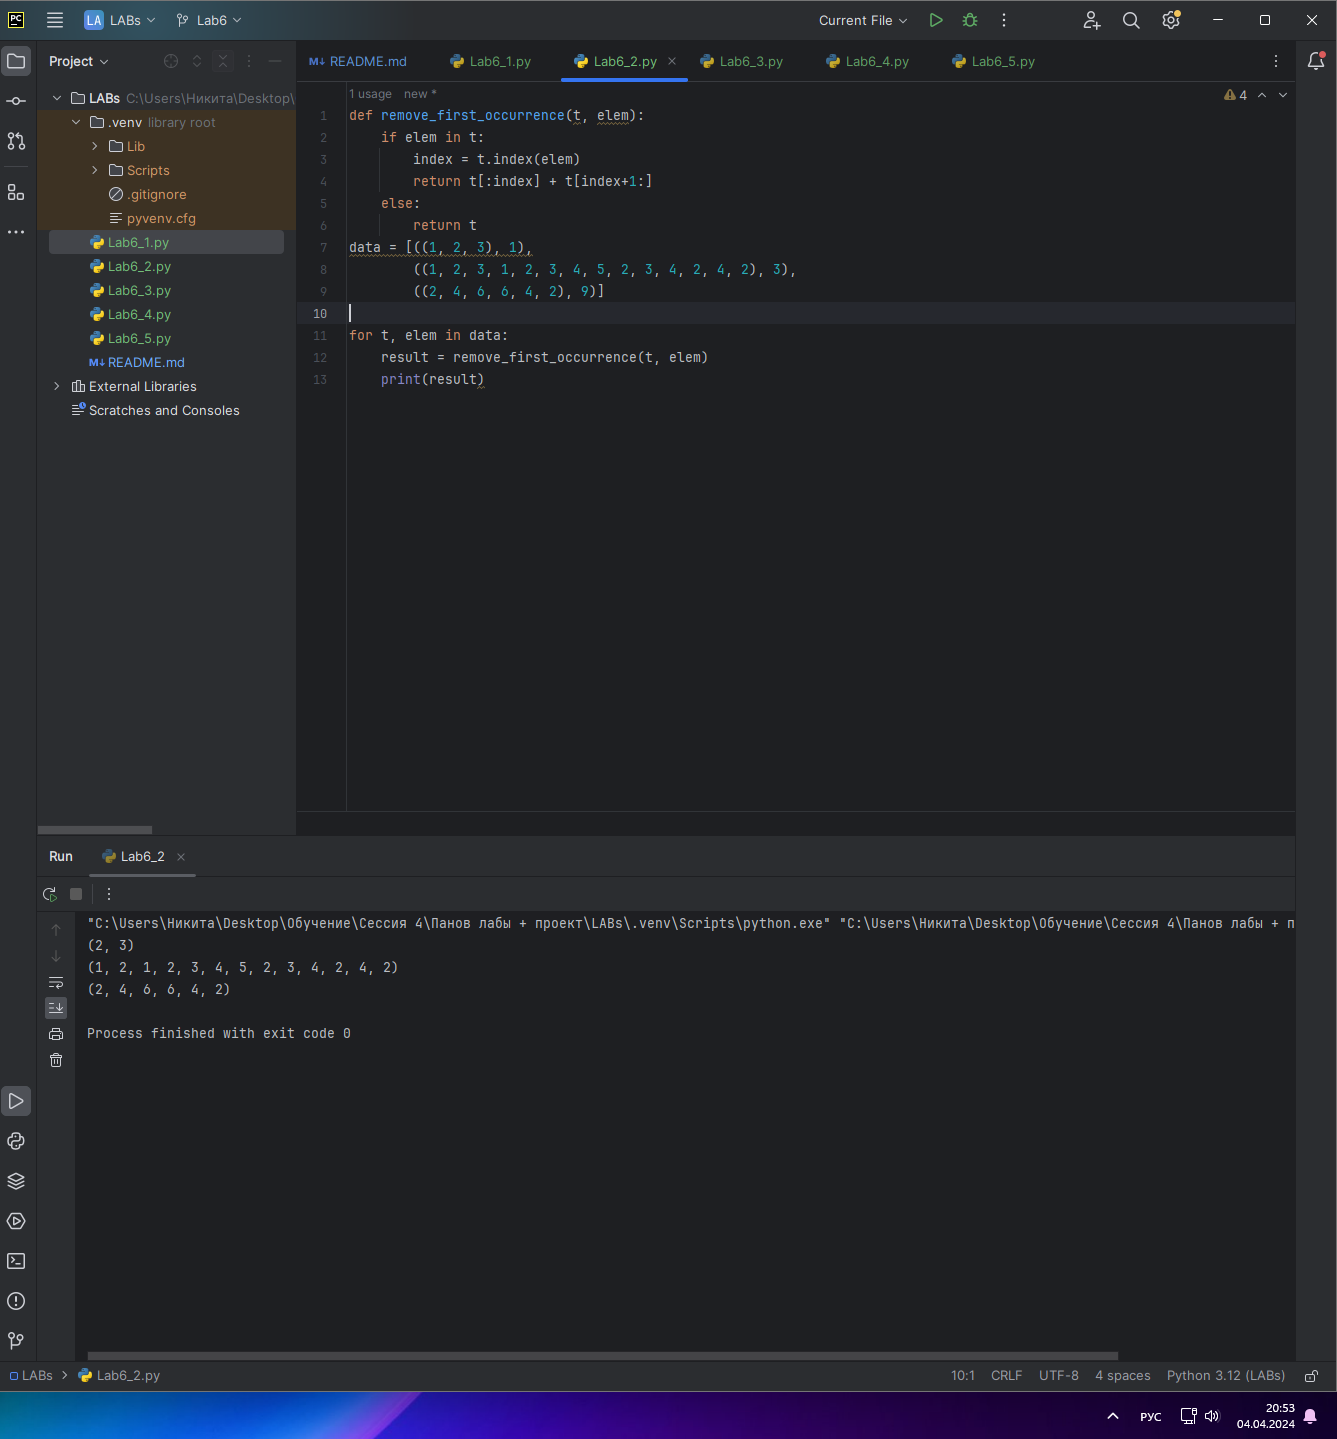 PC LA LABs Lab6 Current File
Project README.md Lab6_1.py Lab6_2.py Lab6_3.py Lab6_4.py Lab6_5.py
LABs C:\Users\Никита\Desktop\
.venv library root
Lib
Scripts
.gitignore
pyvenv.cfg
Lab6_1.py
Lab6_2.py
Lab6_3.py
Lab6_4.py
Lab6_5.py
M↓ README.md
External Libraries
Scratches and Consoles
1 usage new *
4
1 def remove_first_occurrence(t, elem):
2 if elem in t:
3 index = t.index(elem)
4 return t[:index] + t[index+1:]
5 else:
6 return t
7 data = [((1, 2, 3), 1),
8 ((1, 2, 3, 1, 2, 3, 4, 5, 2, 3, 4, 2, 4, 2), 3),
9 ((2, 4, 6, 6, 4, 2), 9)]
10
11 for t, elem in data:
12 result = remove_first_occurrence(t, elem)
13 print(result)
Run Lab6_2
"C:\Users\Никита\Desktop\Обучение\Сессия 4\Панов лабы + проект\LABs\.venv\Scripts\python.exe" "C:\Users\Никита\Desktop\Обучение\Сессия 4\Панов лабы + п
(2, 3)
(1, 2, 1, 2, 3, 4, 5, 2, 3, 4, 2, 4, 2)
(2, 4, 6, 6, 4, 2)
Process finished with exit code 0
LABs Lab6_2.py 10:1 CRLF UTF-8 4 spaces Python 3.12 (LABs)
РУС 20:53
04.04.2024